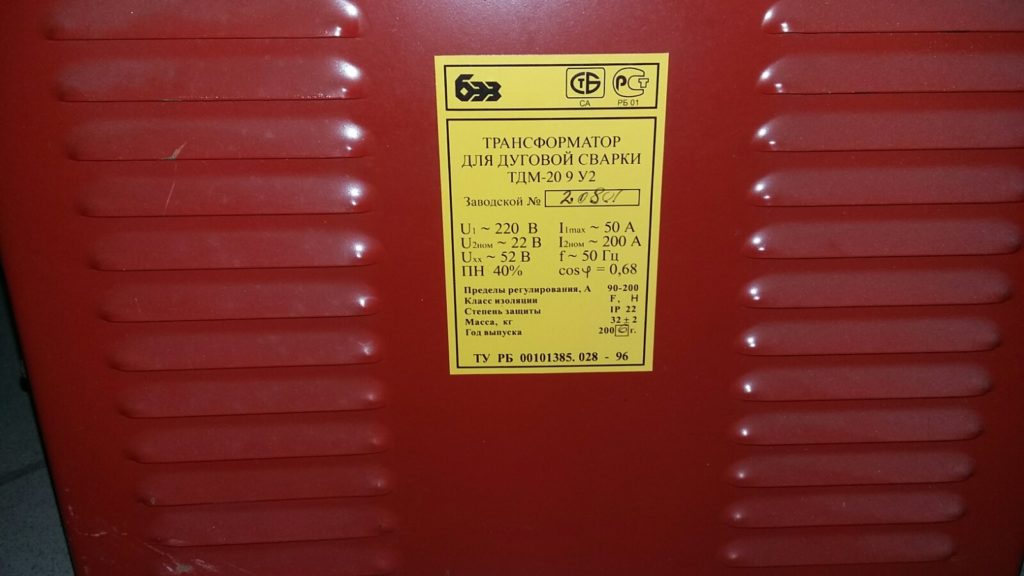 БЭЗ СТБ РСТ
СА РБ 01
ТРАНСФОРМАТОР
ДЛЯ ДУГОВОЙ СВАРКИ
ТДМ-20 9 У2
Заводской №
U1 ~ 220 В I1max ~ 50 А
U2ном ~ 22 В I2ном ~ 200 А
Uхх ~ 52 В f ~ 50 Гц
ПН 40% cosφ = 0,68
Пределы регулирования, А 90-200
Класс изоляции F, H
Степень защиты IP 22
Масса, кг 32 ± 2
Год выпуска 200 г.
ТУ РБ 00101385. 028 - 96